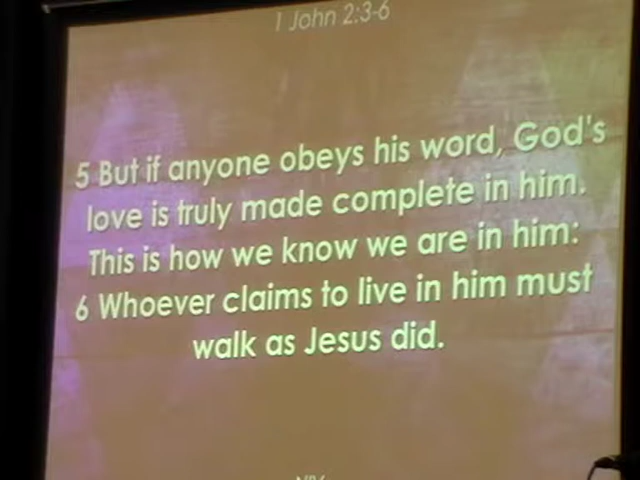 1 John 2:3-6
5 But if anyone obeys his word, God's
love is truly made complete in him.
This is how we know we are in him:
6 Whoever claims to live in him must
walk as Jesus did.